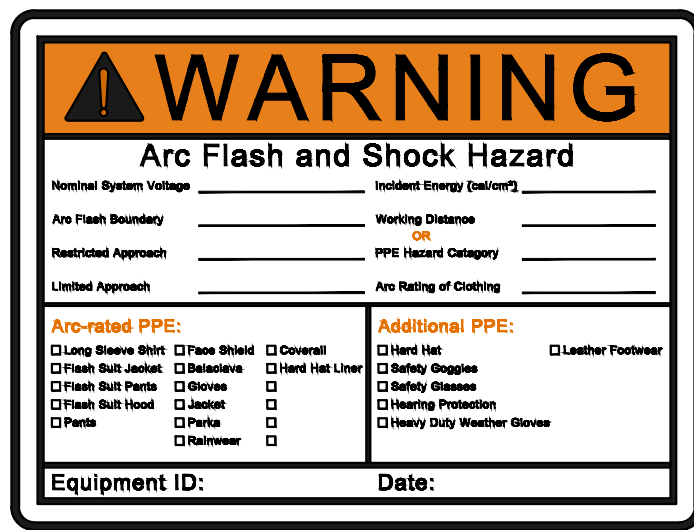 WARNING
Arc Flash and Shock Hazard
Nominal System Voltage
Arc Flash Boundary
Restricted Approach
Limited Approach
Incident Energy (cal/cm²)
Working Distance
OR
PPE Hazard Catagory
Arc Rating of Clothing
Arc-rated PPE:
Long Sleeve Shirt
Flash Suit Jacket
Flash Suit Pants
Flash Suit Hood
Pants
Face Shield
Balaclava
Gloves
Jacket
Parka
Rainwear
Coverall
Hard Hat Liner
Additional PPE:
Hard Hat
Safety Goggles
Safety Glasses
Hearing Protection
Heavy Duty Weather Gloves
Leather Footwear
Equipment ID:
Date: